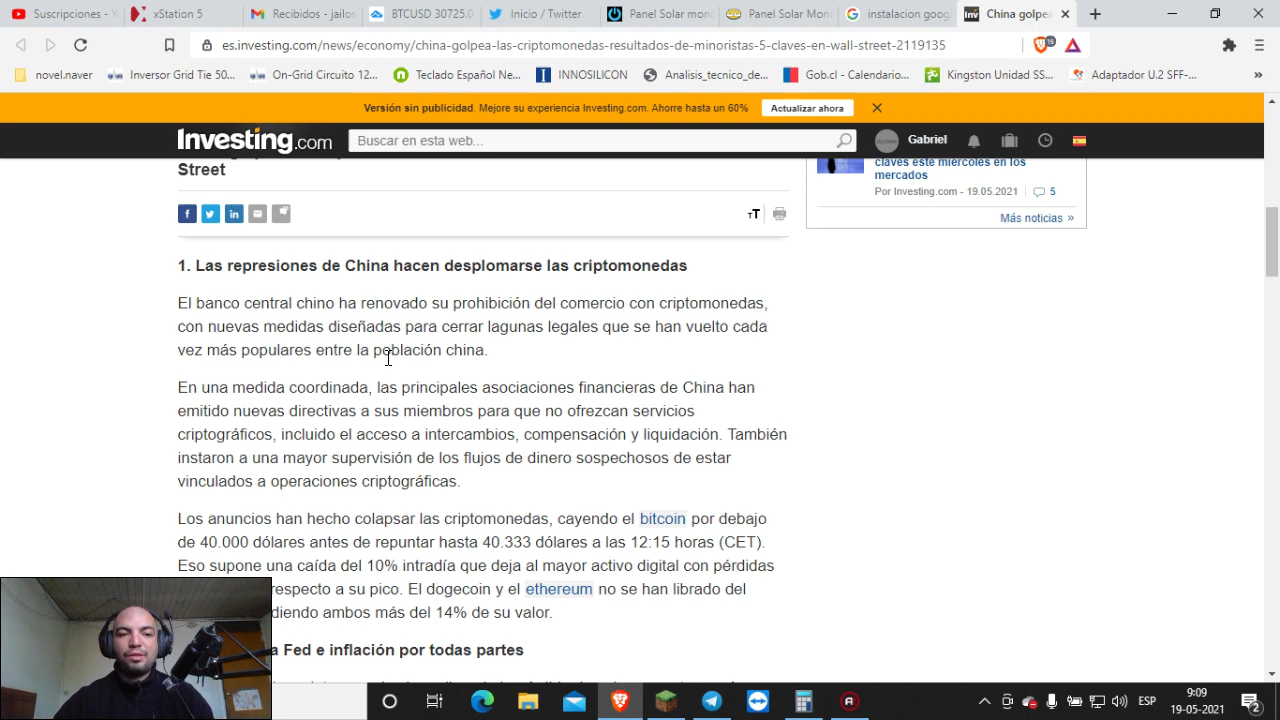 Suscripciones - Y
xStation 5
Recibidos - jailos
BTCUSD 30725.0
Inicio / Twitter
Panel Solar mono
Panel Solar Mono
instalacion goog
China golpea
es.investing.com/news/economy/china-golpea-las-criptomonedas-resultados-de-minoristas-5-claves-en-wall-street-2119135
15
novel.naver
Inversor Grid Tie 50...
On-Grid Circuito 12...
Teclado Español Ne...
INNOSILICON
Analisis_tecnico_de...
Gob.cl - Calendario...
Kingston Unidad SS...
Adaptador U.2 SFF-...
»
Versión sin publicidad. Mejore su experiencia Investing.com. Ahorre hasta un 60%
Actualizar ahora
Investing.com
Buscar en esta web...
Gabriel
Street
claves este miércoles en los
mercados
Por Investing.com - 19.05.2021
5
Más noticias »
1. Las represiones de China hacen desplomarse las criptomonedas
El banco central chino ha renovado su prohibición del comercio con criptomonedas,
con nuevas medidas diseñadas para cerrar lagunas legales que se han vuelto cada
vez más populares entre la población china.
En una medida coordinada, las principales asociaciones financieras de China han
emitido nuevas directivas a sus miembros para que no ofrezcan servicios
criptográficos, incluido el acceso a intercambios, compensación y liquidación. También
instaron a una mayor supervisión de los flujos de dinero sospechosos de estar
vinculados a operaciones criptográficas.
Los anuncios han hecho colapsar las criptomonedas, cayendo el bitcoin por debajo
de 40.000 dólares antes de repuntar hasta 40.333 dólares a las 12:15 horas (CET).
Eso supone una caída del 10% intradía que deja al mayor activo digital con pérdidas
respecto a su pico. El dogecoin y el ethereum no se han librado del
diendo ambos más del 14% de su valor.
a Fed e inflación por todas partes
ESP
9:09
19-05-2021
2